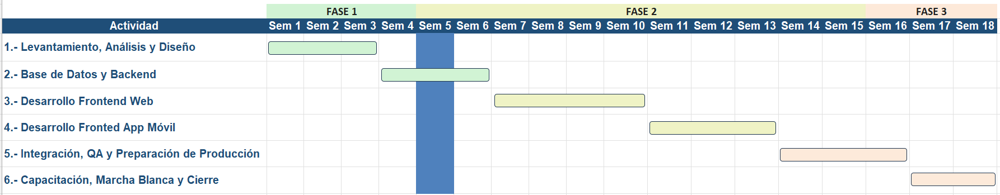 FASE 1 FASE 2 FASE 3
Actividad Sem 1 Sem 2 Sem 3 Sem 4 Sem 5 Sem 6 Sem 7 Sem 8 Sem 9 Sem 10 Sem 11 Sem 12 Sem 13 Sem 14 Sem 15 Sem 16 Sem 17 Sem 18
1.- Levantamiento, Análisis y Diseño
2.- Base de Datos y Backend
3.- Desarrollo Frontend Web
4.- Desarrollo Fronted App Móvil
5.- Integración, QA y Preparación de Producción
6.- Capacitación, Marcha Blanca y Cierre